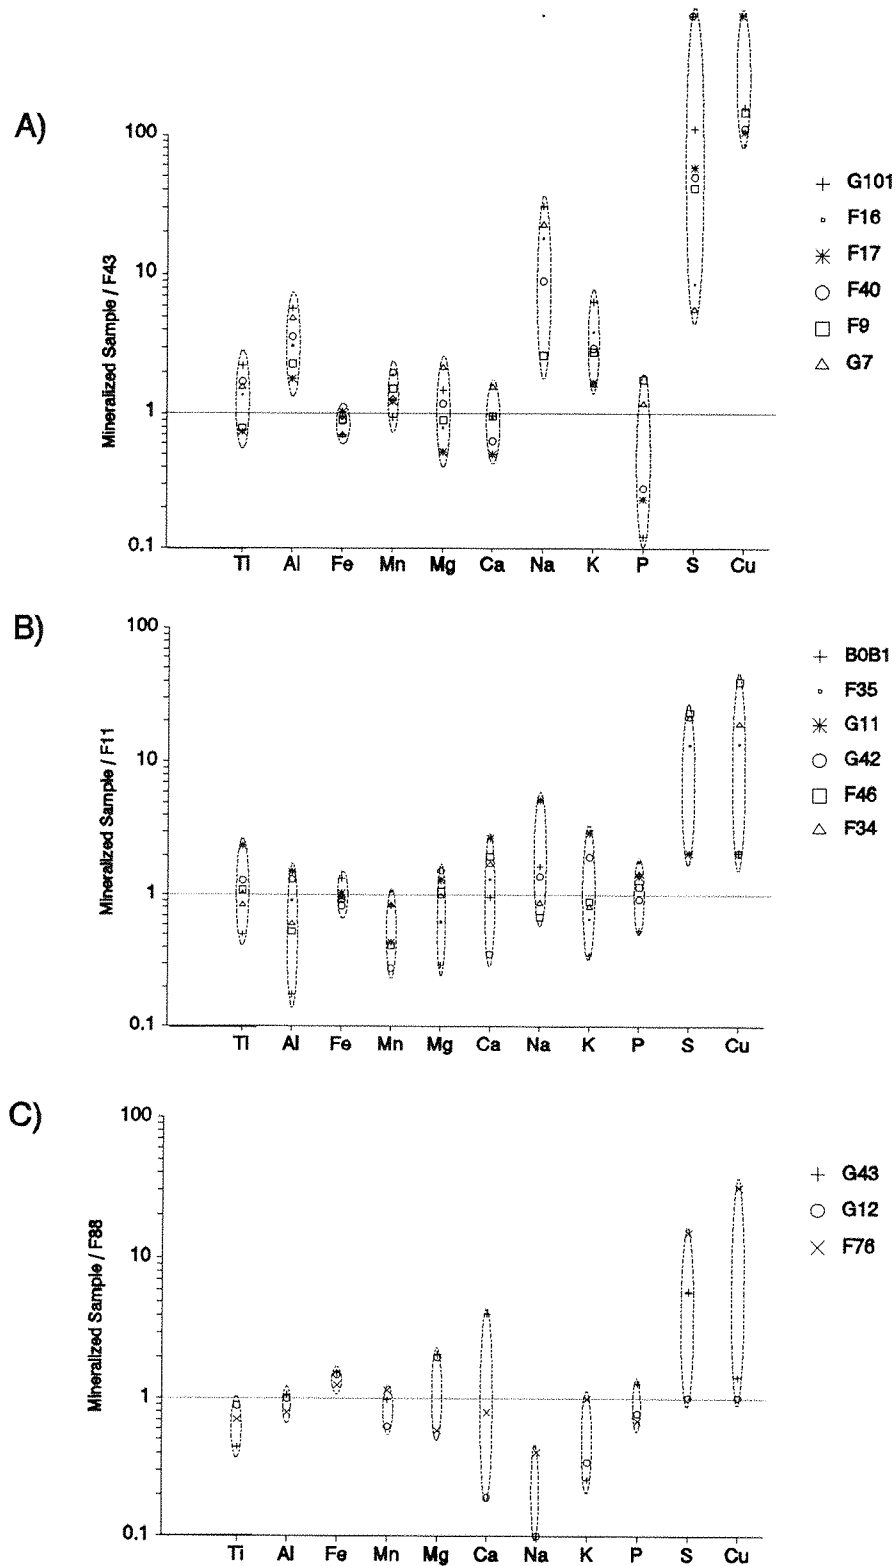 A)
Mineralized Sample / F43
100
10
1
0.1
Ti Al Fe Mn Mg Ca Na K P S Cu
G101
F16
F17
F40
F9
G7
B)
Mineralized Sample / F11
100
10
1
0.1
Ti Al Fe Mn Mg Ca Na K P S Cu
B0B1
F35
G11
G42
F46
F34
C)
Mineralized Sample / F88
100
10
1
0.1
Ti Al Fe Mn Mg Ca Na K P S Cu
G43
G12
F76